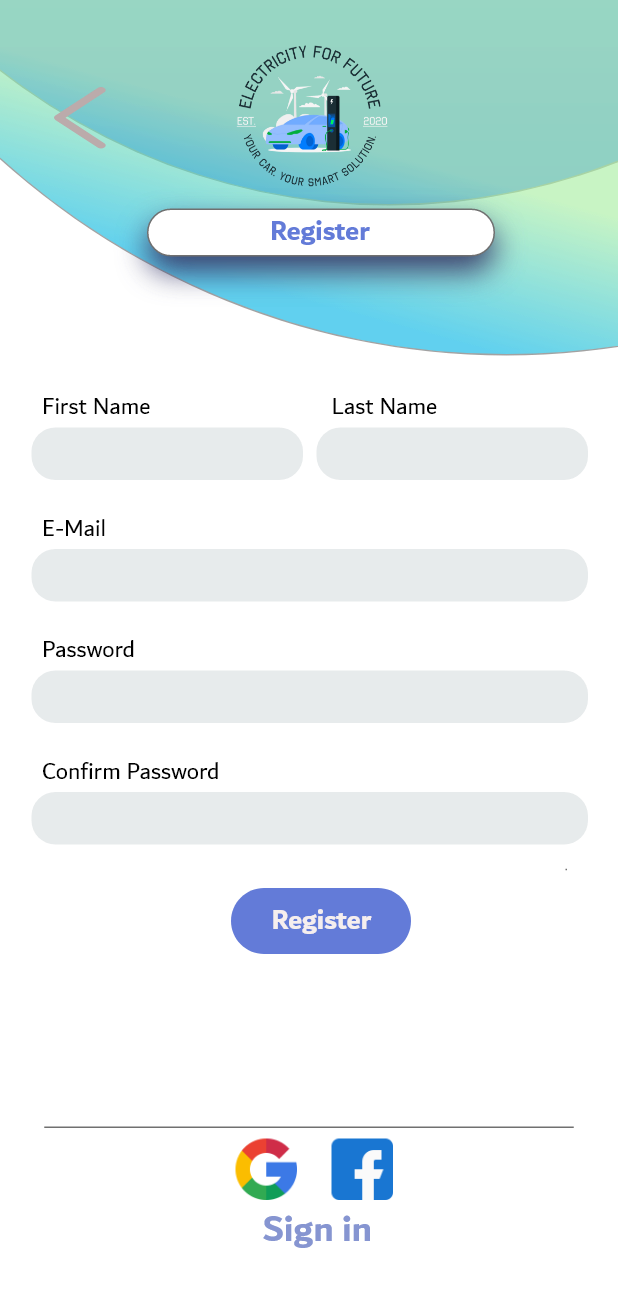 ELECTRICITY FOR FUTURE
EST. 2020
YOUR CAR. YOUR SMART SOLUTION.
Register
First Name Last Name
E-Mail
Password
Confirm Password
Register
Sign in